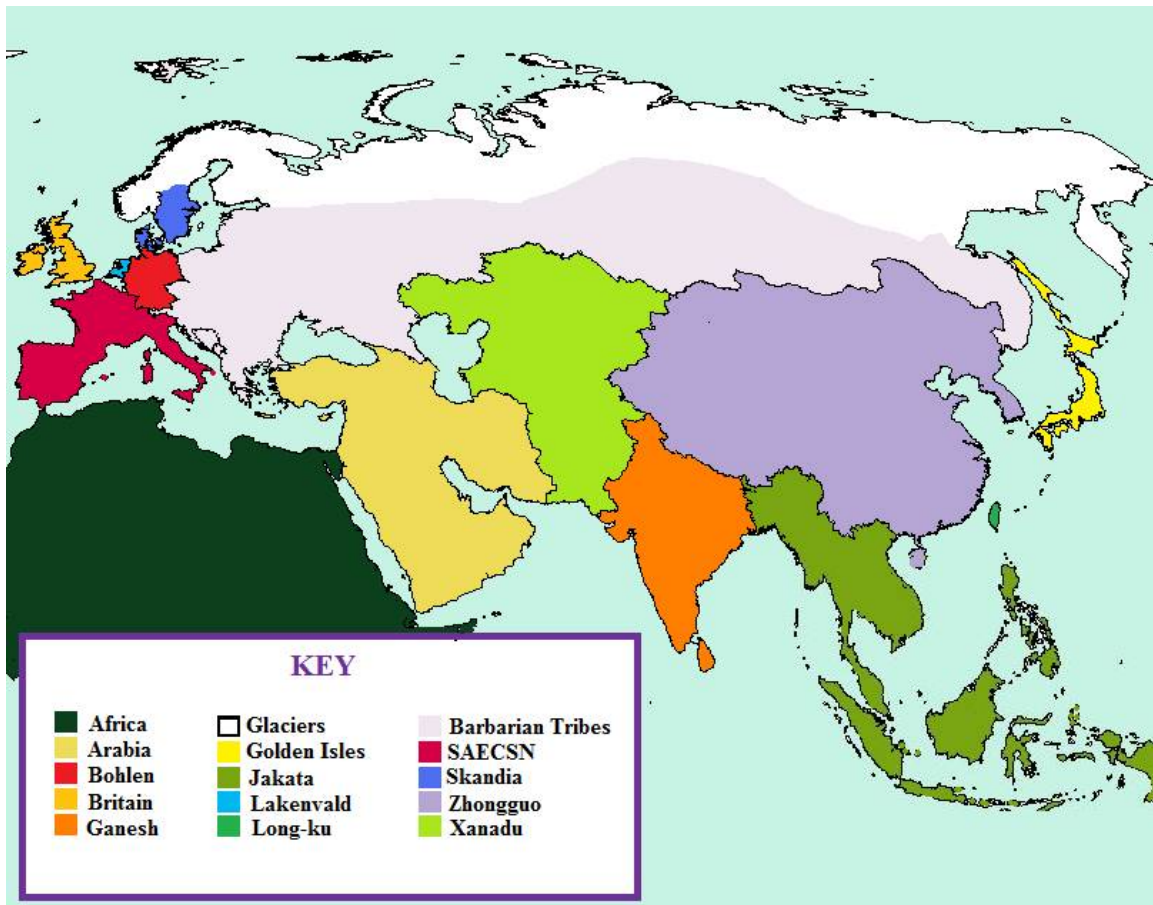 KEY
Africa
Arabia
Bohlen
Britain
Ganesh
Glaciers
Golden Isles
Jakata
Lakenvald
Long-ku
Barbarian Tribes
SAECSN
Skandia
Zhongguo
Xanadu